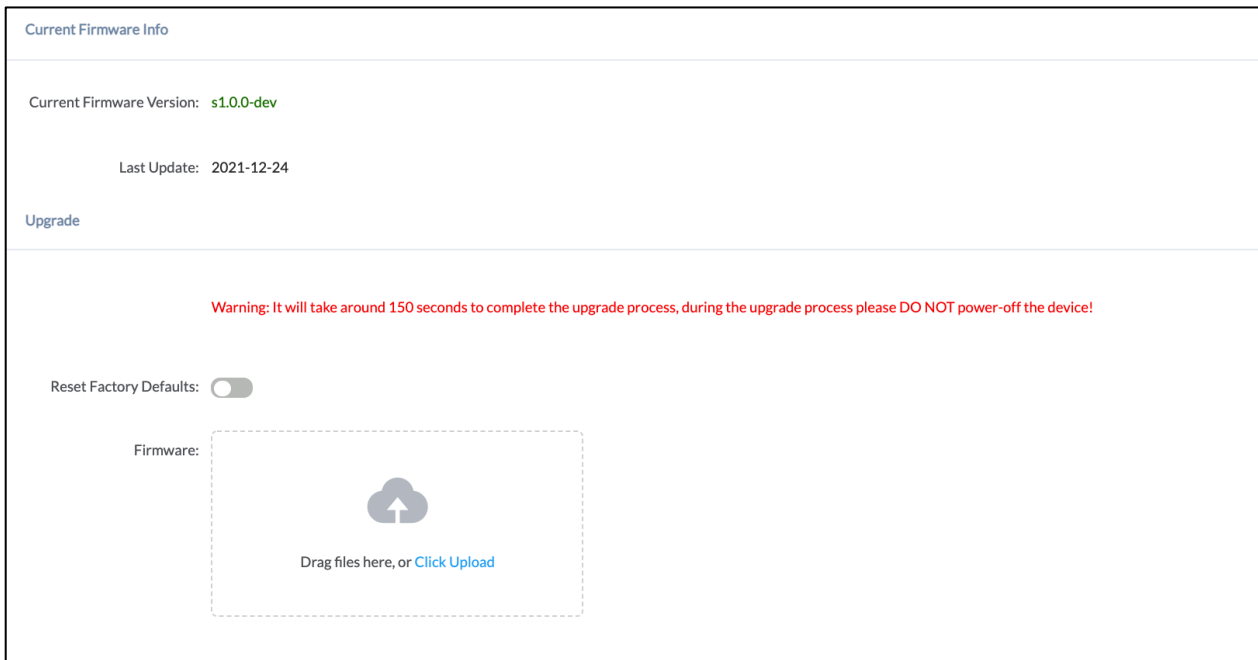 Current Firmware Info
Current Firmware Version: s1.0.0-dev
Last Update: 2021-12-24
Upgrade
Warning: It will take around 150 seconds to complete the upgrade process, during the upgrade process please DO NOT power-off the device!
Reset Factory Defaults:
Firmware:
Drag files here, or Click Upload